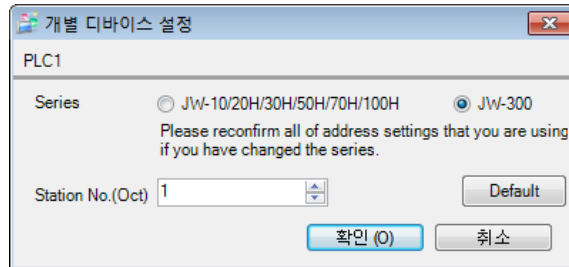 개별 디바이스 설정
PLC1
Series JW-10/20H/30H/50H/70H/100H JW-300
Please reconfirm all of address settings that you are using
if you have changed the series.
Station No.(Oct) 1 Default
확인 (O) 취소